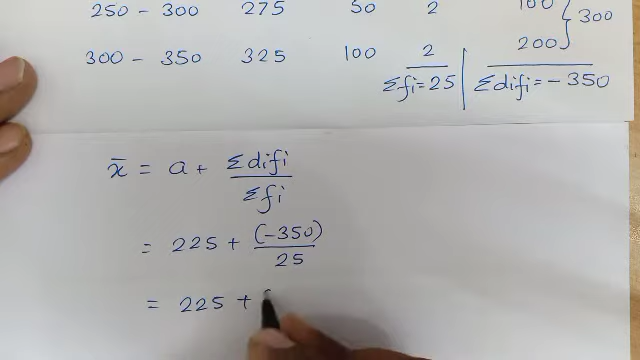 250 - 300 275 50 2 100 } 300
300 - 350 325 100 2 200
Σfi = 25 Σdifi = - 350
x̄ = a + Σdifi / Σfi
= 225 + (-350) / 25
= 225 +